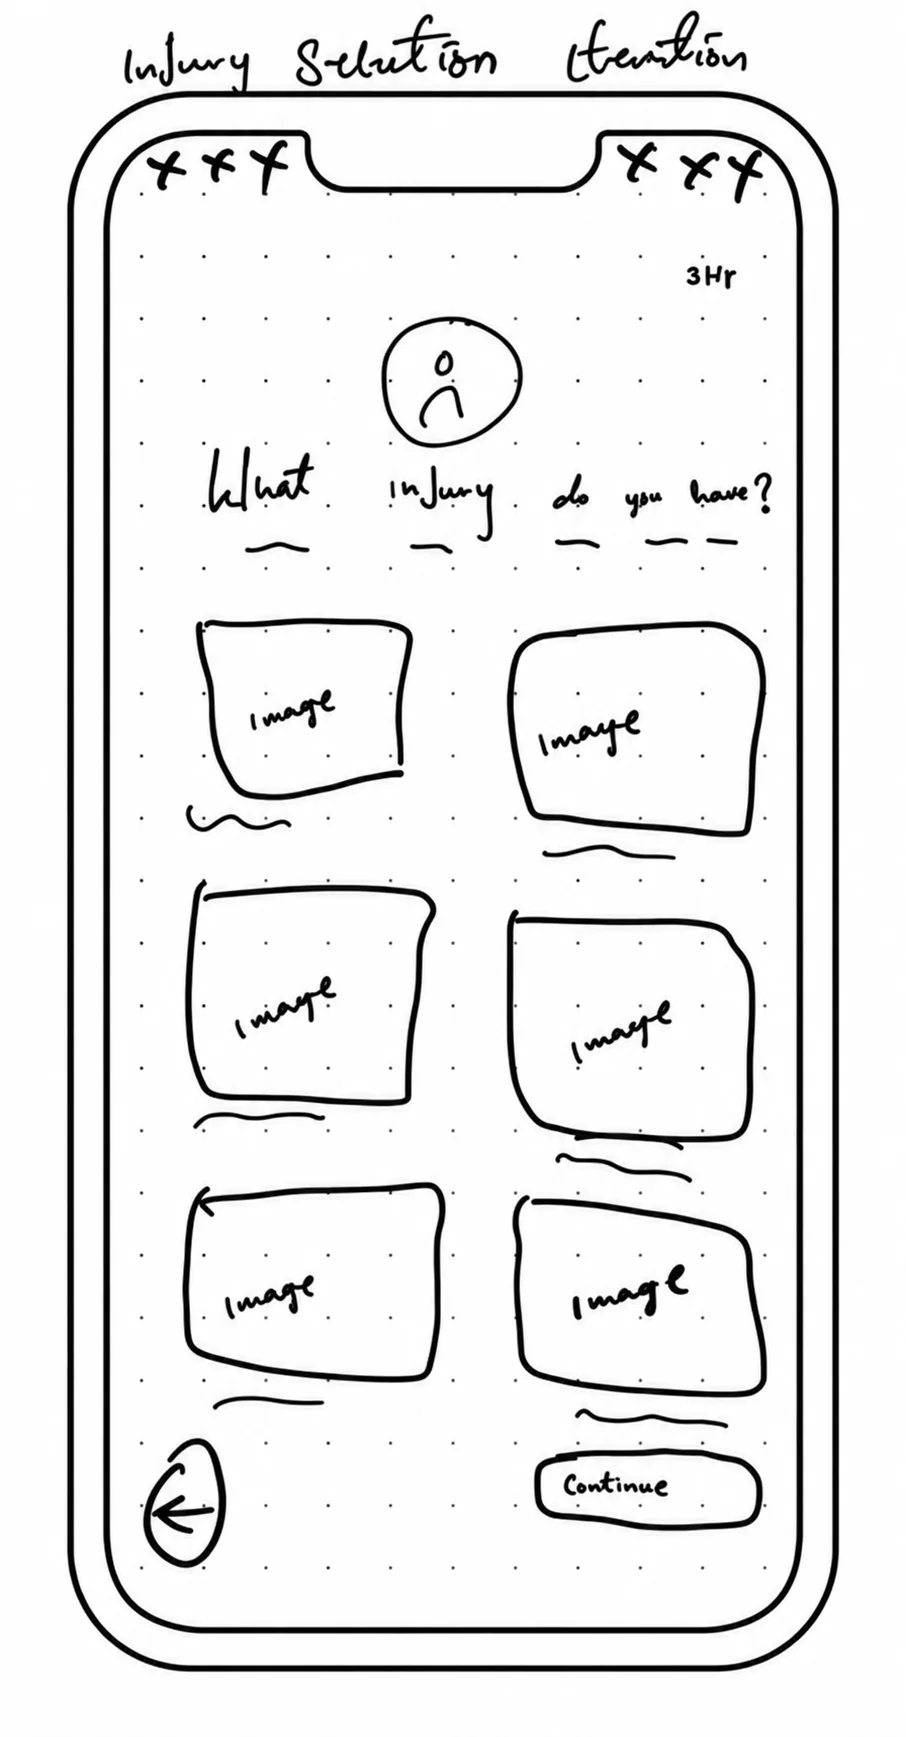 Injury Selection Iteration
x x x x x x
3Hr
What injury do you have?
Image Image
Image Image
Image Image
Continue